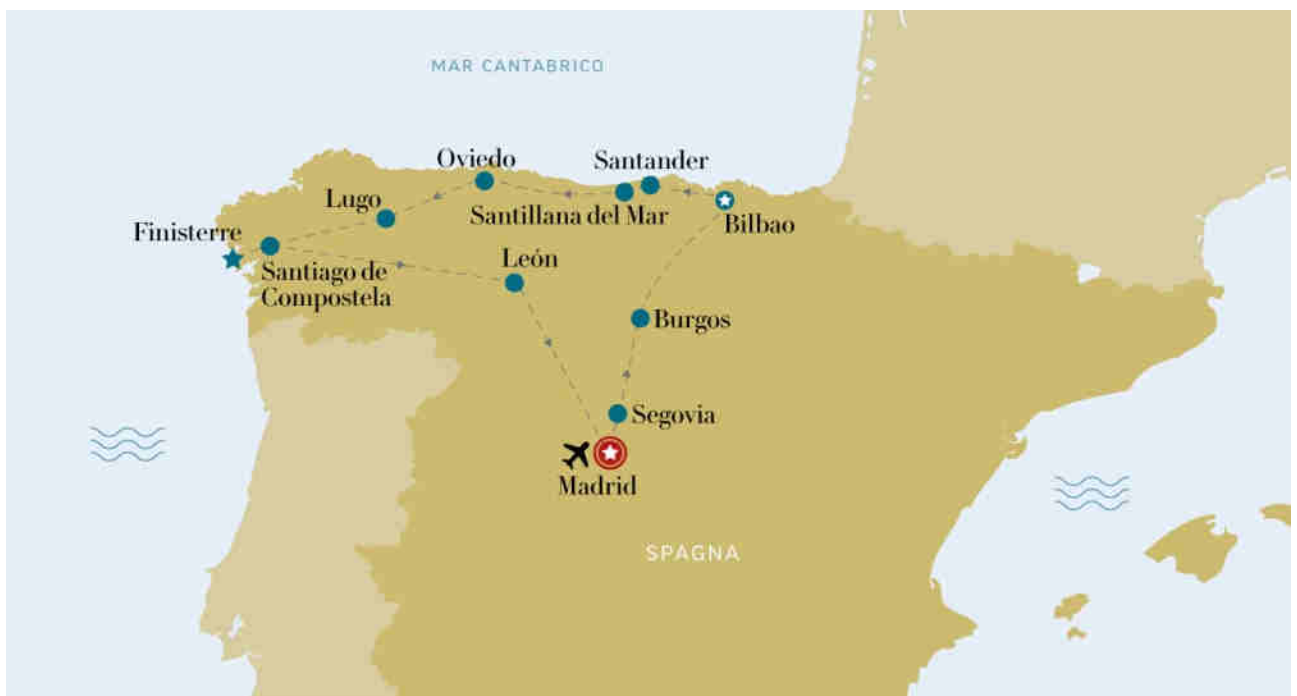 MAR CANTABRICO
Oviedo
Santander
Lugo
Santillana del Mar
Bilbao
Finisterre
Santiago de
Compostela
León
Burgos
Segovia
Madrid
SPAGNA